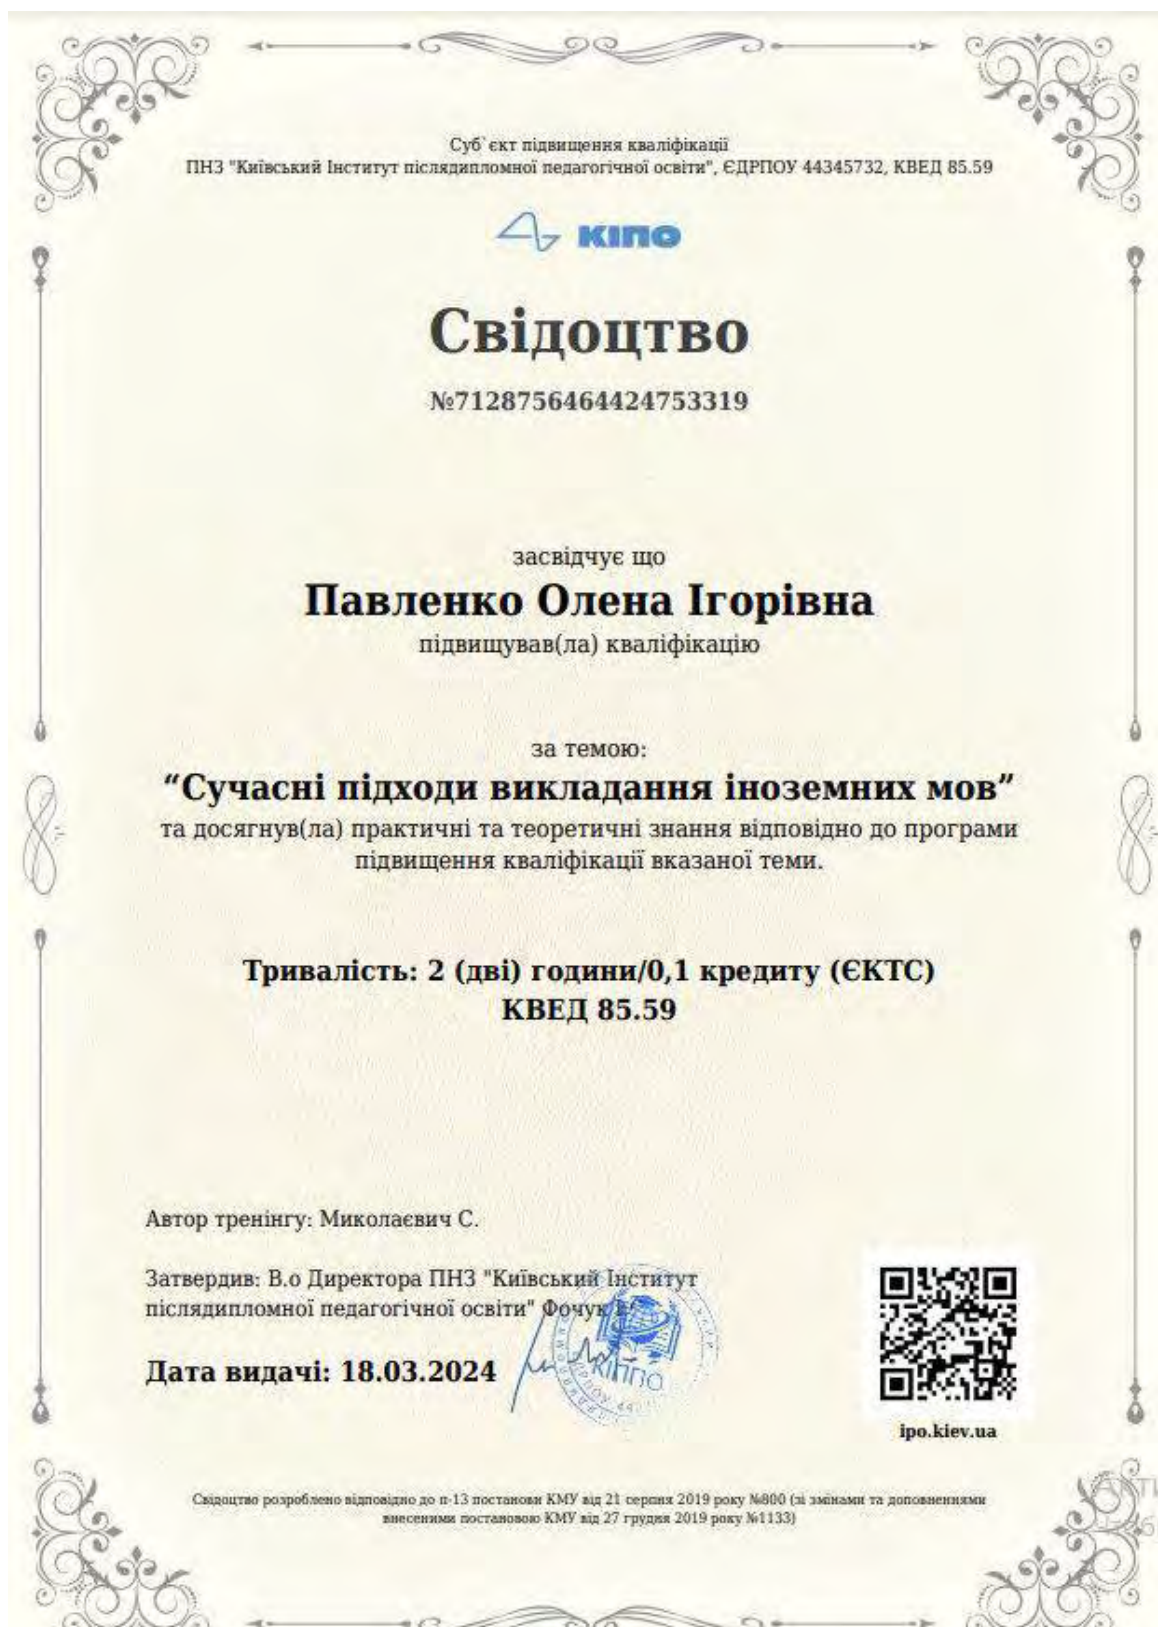 Суб`єкт підвищення кваліфікації
ПНЗ "Київський Інститут післядипломної педагогічної освіти", ЄДРПОУ 44345732, КВЕД 85.59
КІПО
Свідоцтво
№7128756464424753319
засвідчує що
Павленко Олена Ігорівна
підвищував(ла) кваліфікацію
за темою:
“Сучасні підходи викладання іноземних мов”
та досягнув(ла) практичні та теоретичні знання відповідно до програми
підвищення кваліфікації вказаної теми.
Тривалість: 2 (дві) години/0,1 кредиту (ЄКТС)
КВЕД 85.59
Автор тренінгу: Миколаєвич С.
Затвердив: В.о Директора ПНЗ "Київський Інститут
післядипломної педагогічної освіти" Фочук
КІППО
Дата видачі: 18.03.2024
ipo.kiev.ua
Свідоцтво розроблено відповідно до п-13 постанови КМУ від 21 серпня 2019 року №800 (зі змінами та доповненнями
внесеними постановою КМУ від 27 грудня 2019 року №1133)